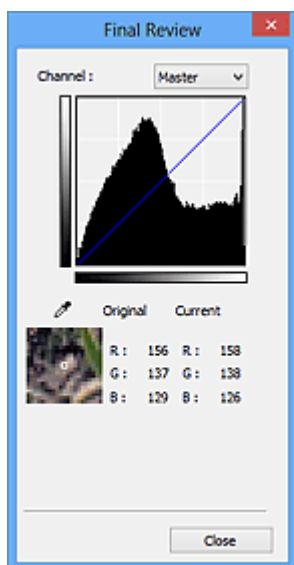 Final Review
Channel : Master
Original Current
R : 156 R : 158
G : 137 G : 138
B : 129 B : 126
Close